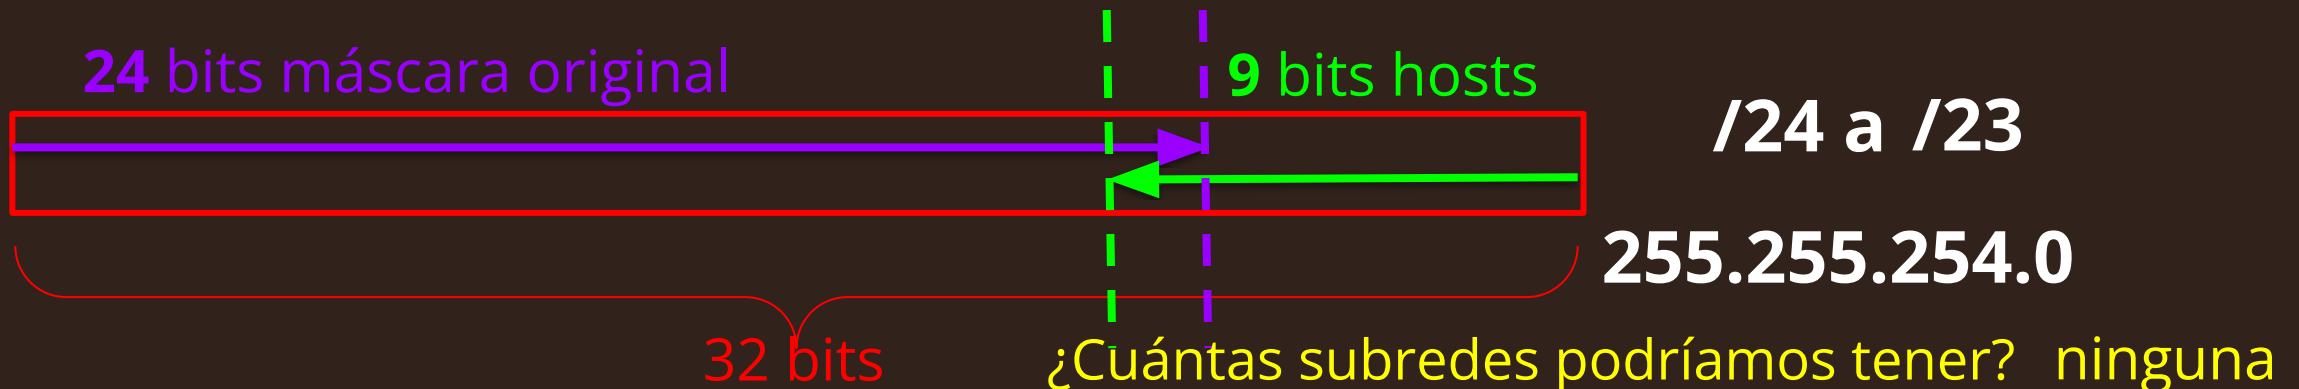 24 bits máscara original
9 bits hosts
/24 a /23
255.255.254.0
32 bits
¿Cuántas subredes podríamos tener? ninguna